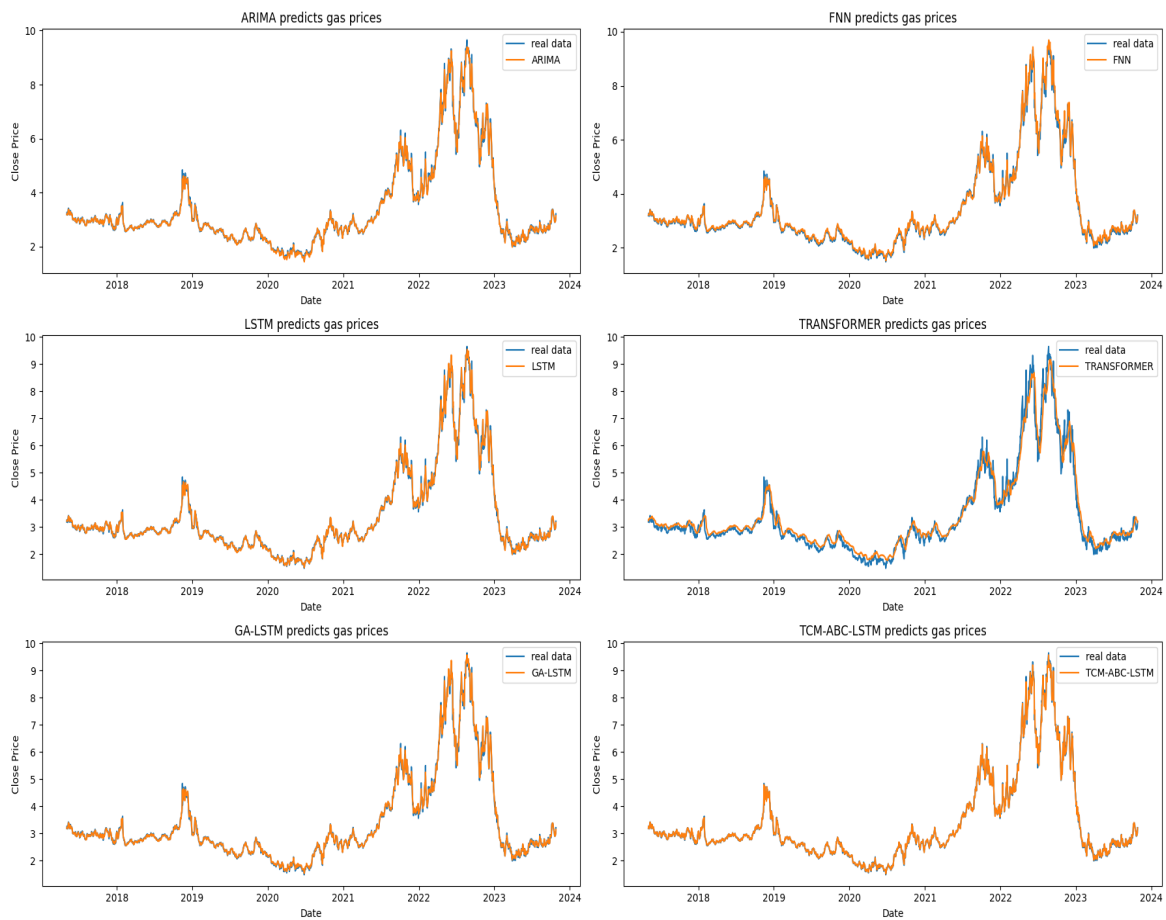 ARIMA predicts gas prices
real data
ARIMA
Close Price
10
8
6
4
2
2018 2019 2020 2021 2022 2023 2024
Date
FNN predicts gas prices
real data
FNN
Close Price
10
8
6
4
2
2018 2019 2020 2021 2022 2023 2024
Date
LSTM predicts gas prices
real data
LSTM
Close Price
10
9
8
7
6
5
4
3
2
2018 2019 2020 2021 2022 2023 2024
Date
TRANSFORMER predicts gas prices
real data
TRANSFORMER
Close Price
10
9
8
7
6
5
4
3
2
2018 2019 2020 2021 2022 2023 2024
Date
GA-LSTM predicts gas prices
real data
GA-LSTM
Close Price
10
9
8
7
6
5
4
3
2
2018 2019 2020 2021 2022 2023 2024
Date
TCM-ABC-LSTM predicts gas prices
real data
TCM-ABC-LSTM
Close Price
10
9
8
7
6
5
4
3
2
2018 2019 2020 2021 2022 2023 2024
Date